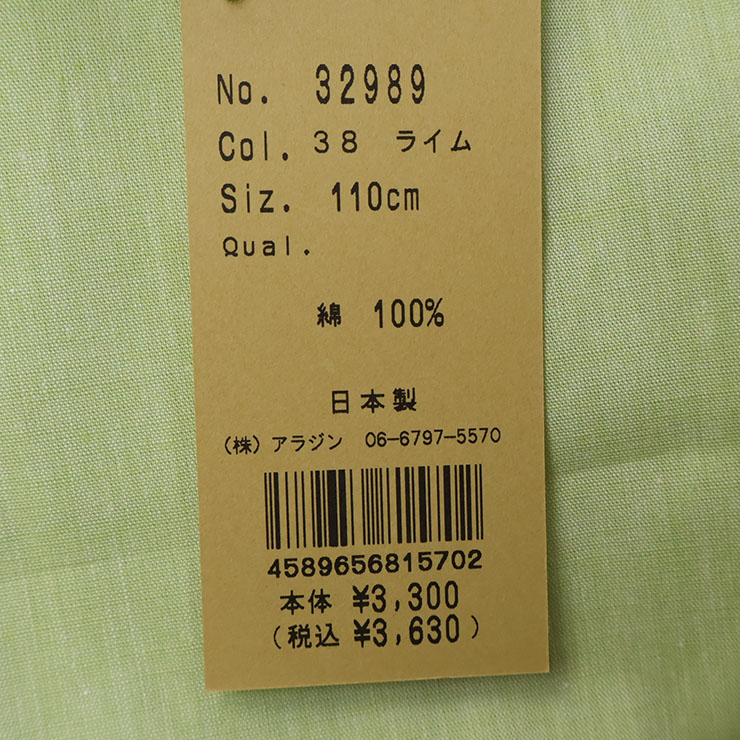 No. 32989
Col. 38 ライム
Siz. 110cm
Qual.
綿 100%
日本製
(株) アラジン 06-6797-5570
4589656815702
本体 ¥3,300
(税込 ¥3,630)